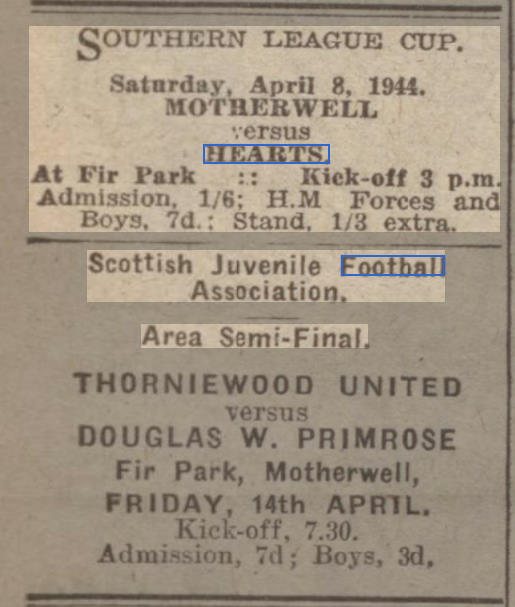 SOUTHERN LEAGUE CUP.
Saturday, April 8, 1944.
MOTHERWELL
versus
HEARTS.
At Fir Park :: Kick-off 3 p.m.
Admission, 1/6; H.M Forces and
Boys, 7d.: Stand, 1/3 extra.
Scottish Juvenile Football
Association.
Area Semi-Final.
THORNIEWOOD UNITED
versus
DOUGLAS W. PRIMROSE
Fir Park, Motherwell,
FRIDAY, 14th APRIL.
Kick-off, 7.30.
Admission, 7d; Boys, 3d.